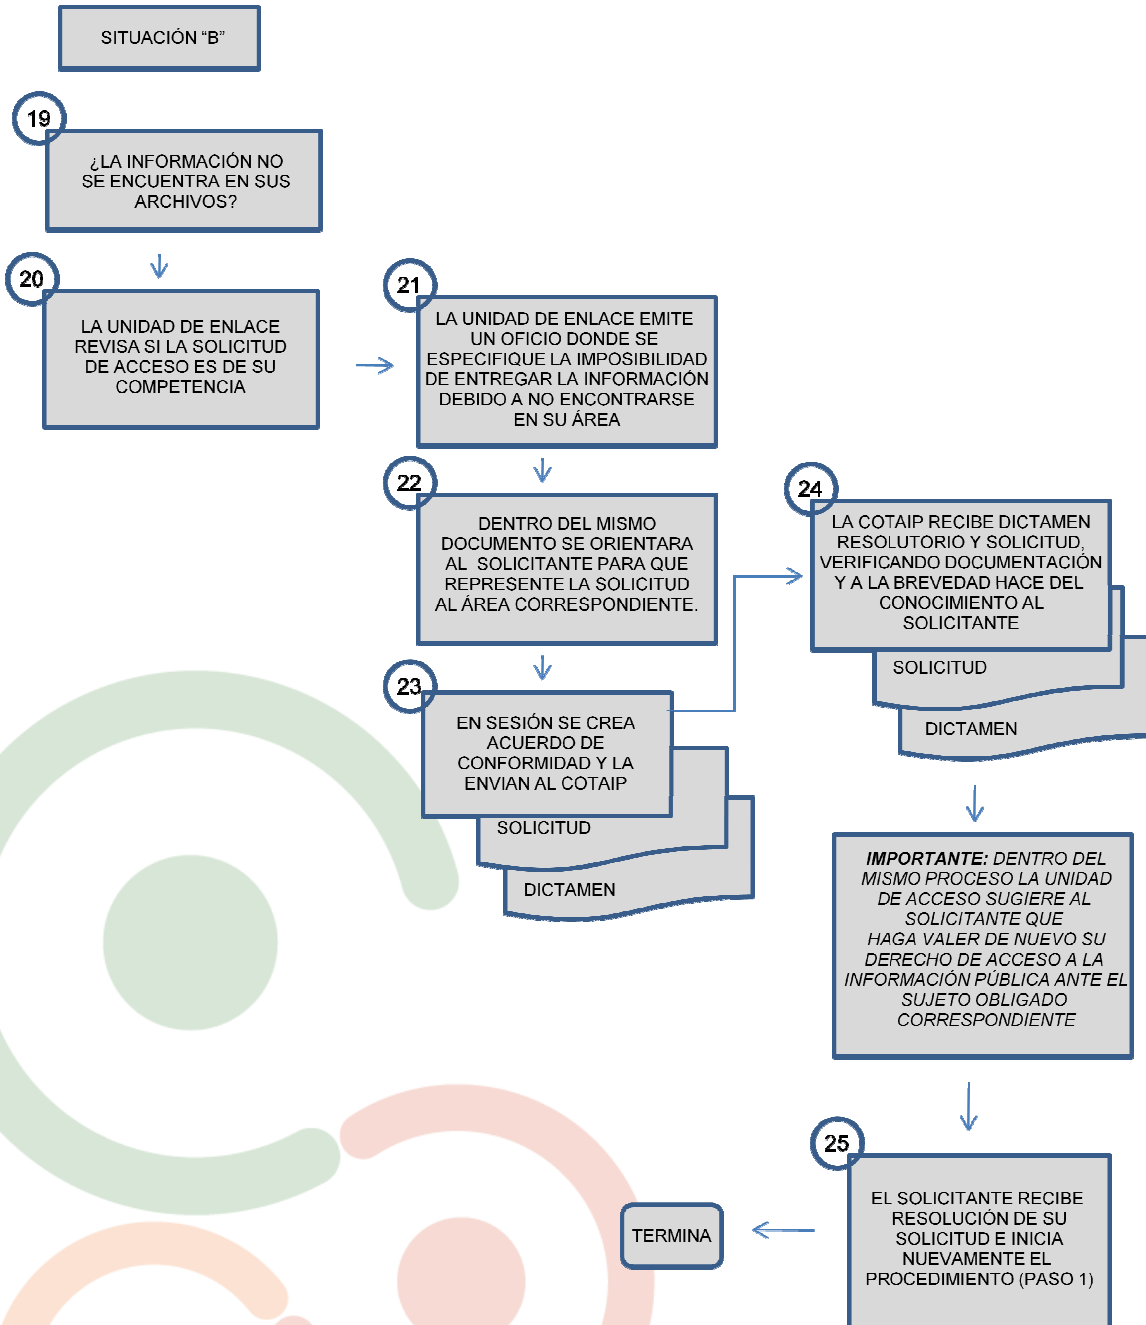 SITUACIÓN “B”
19
¿LA INFORMACIÓN NO
SE ENCUENTRA EN SUS
ARCHIVOS?
20
LA UNIDAD DE ENLACE
REVISA SI LA SOLICITUD
DE ACCESO ES DE SU
COMPETENCIA
21
LA UNIDAD DE ENLACE EMITE
UN OFICIO DONDE SE
ESPECIFIQUE LA IMPOSIBILIDAD
DE ENTREGAR LA INFORMACIÓN
DEBIDO A NO ENCONTRARSE
EN SU ÁREA
22
DENTRO DEL MISMO
DOCUMENTO SE ORIENTARA
AL SOLICITANTE PARA QUE
REPRESENTE LA SOLICITUD
AL ÁREA CORRESPONDIENTE.
23
EN SESIÓN SE CREA
ACUERDO DE
CONFORMIDAD Y LA
ENVIAN AL COTAIP
SOLICITUD
DICTAMEN
24
LA COTAIP RECIBE DICTAMEN
RESOLUTORIO Y SOLICITUD,
VERIFICANDO DOCUMENTACIÓN
Y A LA BREVEDAD HACE DEL
CONOCIMIENTO AL
SOLICITANTE
SOLICITUD
DICTAMEN
IMPORTANTE: DENTRO DEL
MISMO PROCESO LA UNIDAD
DE ACCESO SUGIERE AL
SOLICITANTE QUE
HAGA VALER DE NUEVO SU
DERECHO DE ACCESO A LA
INFORMACIÓN PÚBLICA ANTE EL
SUJETO OBLIGADO
CORRESPONDIENTE
25
EL SOLICITANTE RECIBE
RESOLUCIÓN DE SU
SOLICITUD E INICIA
NUEVAMENTE EL
PROCEDIMIENTO (PASO 1)
TERMINA